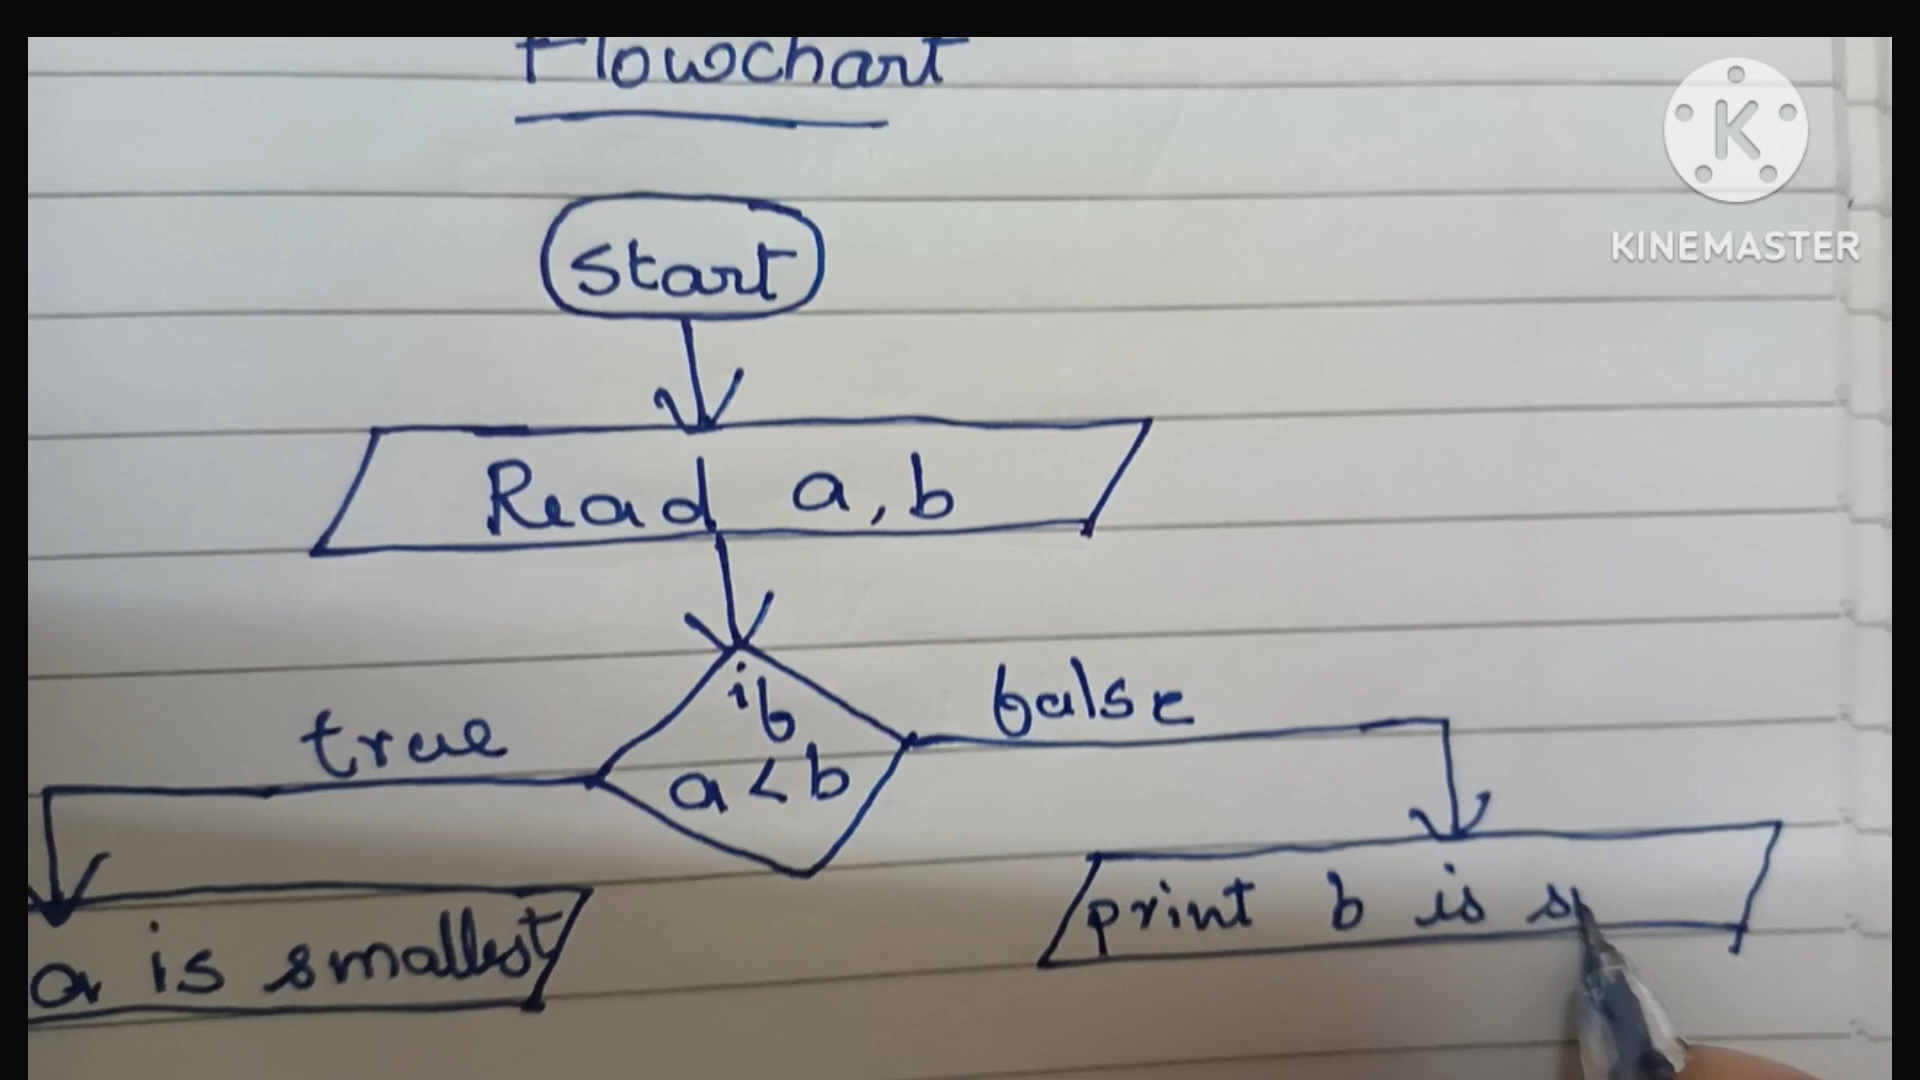 Flowchart
K
KINEMASTER
Start
Read a, b
if
a < b
true
false
a is smallest
print b is